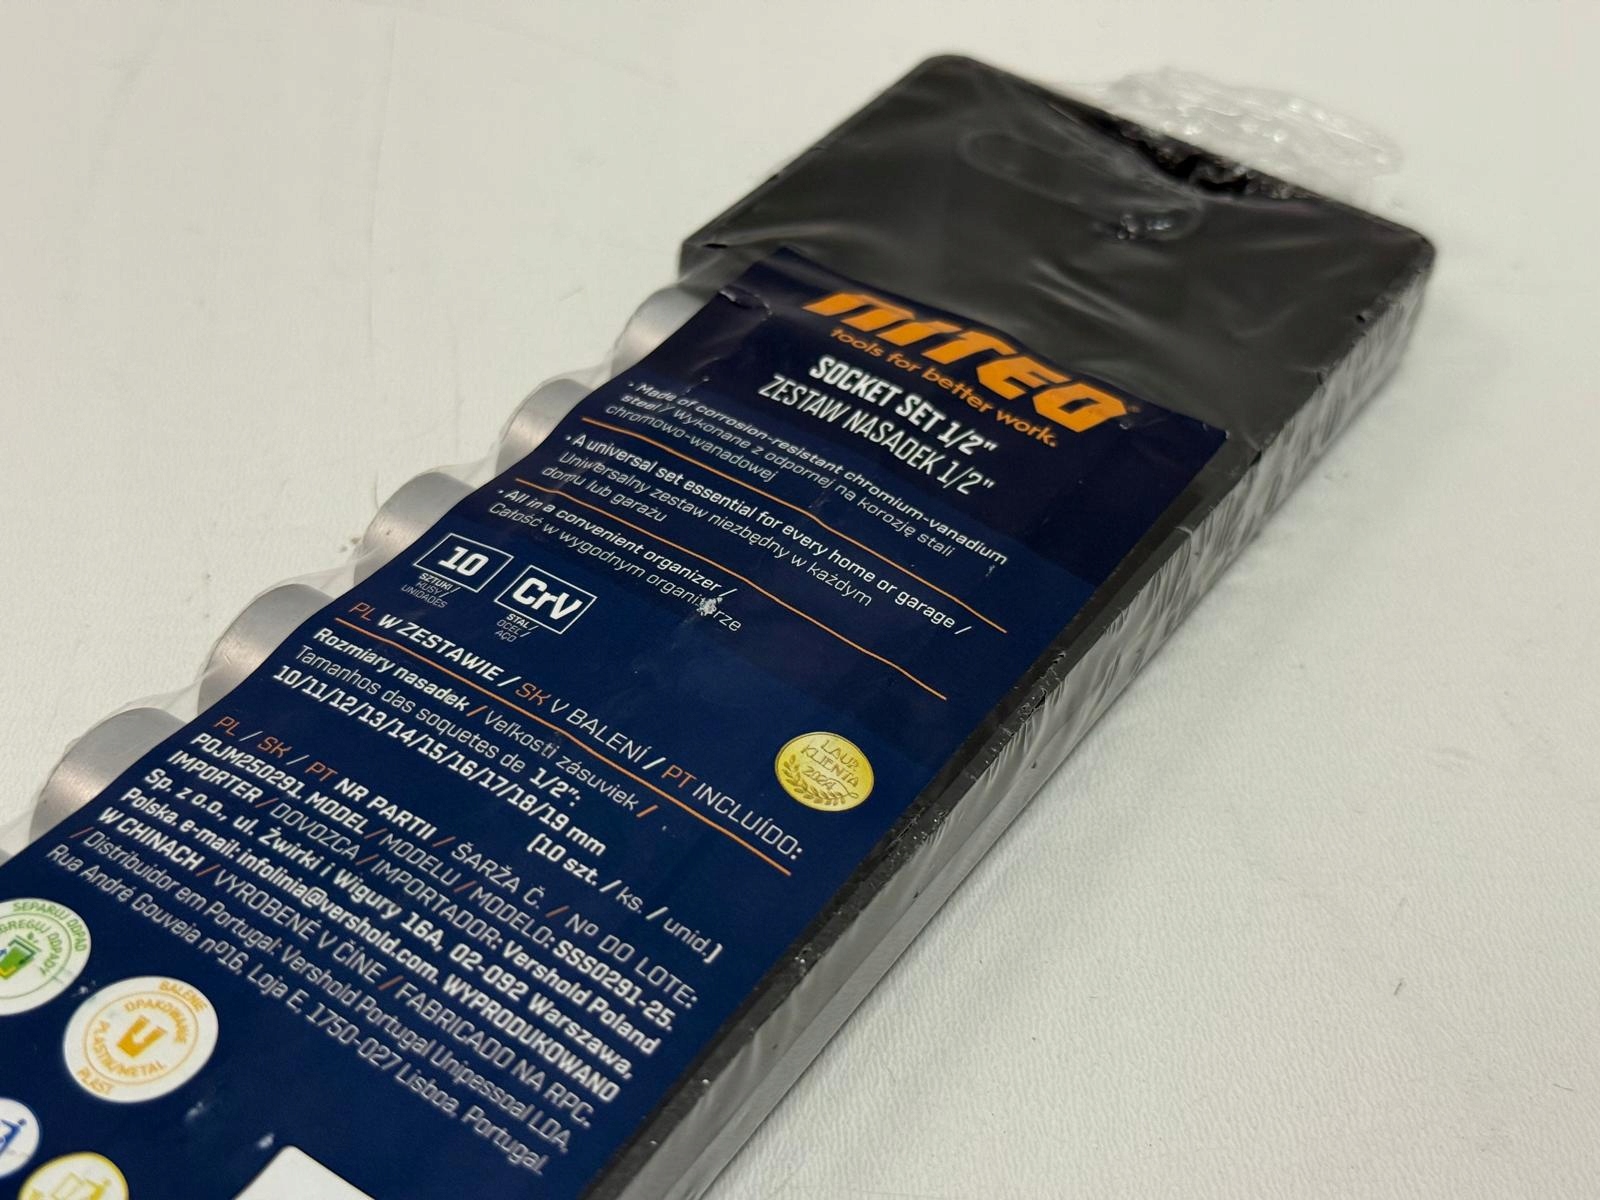 NITEO
tools for better work.
SOCKET SET 1/2"
ZESTAW NASADEK 1/2"
• Made of corrosion-resistant chromium-vanadium
steel / Wykonane z odpornej na korozję stali
chromowo-wanadowej
• A universal set essential for every home or garage /
Uniwersalny zestaw niezbędny w każdym
domu lub garażu
• All in a convenient organizer /
Całość w wygodnym organizerze
10
SZTUK/
KUSY/
UNIDADES
CrV
STAL/
OCEĽ/
AÇO
PL W ZESTAWIE / SK V BALENÍ / PT INCLUÍDO:
Rozmiary nasadek / Veľkosti zásuviek /
Tamanhos das soquetes de 1/2":
10/11/12/13/14/15/16/17/18/19 mm
[10 szt. / ks. / unid.]
PL / SK / PT NR PARTII / ŠARŽA Č. / Nº DO LOTE:
POJM250291 MODEL / MODELU / MODELO: SS0291-25.
IMPORTER / DOVOZCA / IMPORTADOR: Vershold Poland
Sp. z o.o., ul. Żwirki i Wigury 16A, 02-092 Warszawa,
Polska. e-mail: infolinia@vershold.com. WYPRODUKOWANO
W CHINACH / VYROBENÉ V ČÍNE / FABRICADO NA RPC.
/ Distribuidor em Portugal: Vershold Portugal Unipessoal LDA,
Rua André Gouveia nº16, Loja E, 1750-027 Lisboa, Portugal.
LAUR
KLIENTA
2024
SEPARUJ ODPAD
SEGREGUJ ODPADY
BALENIE
OPAKOWANIE
PLASTIK/METAL
PLAST